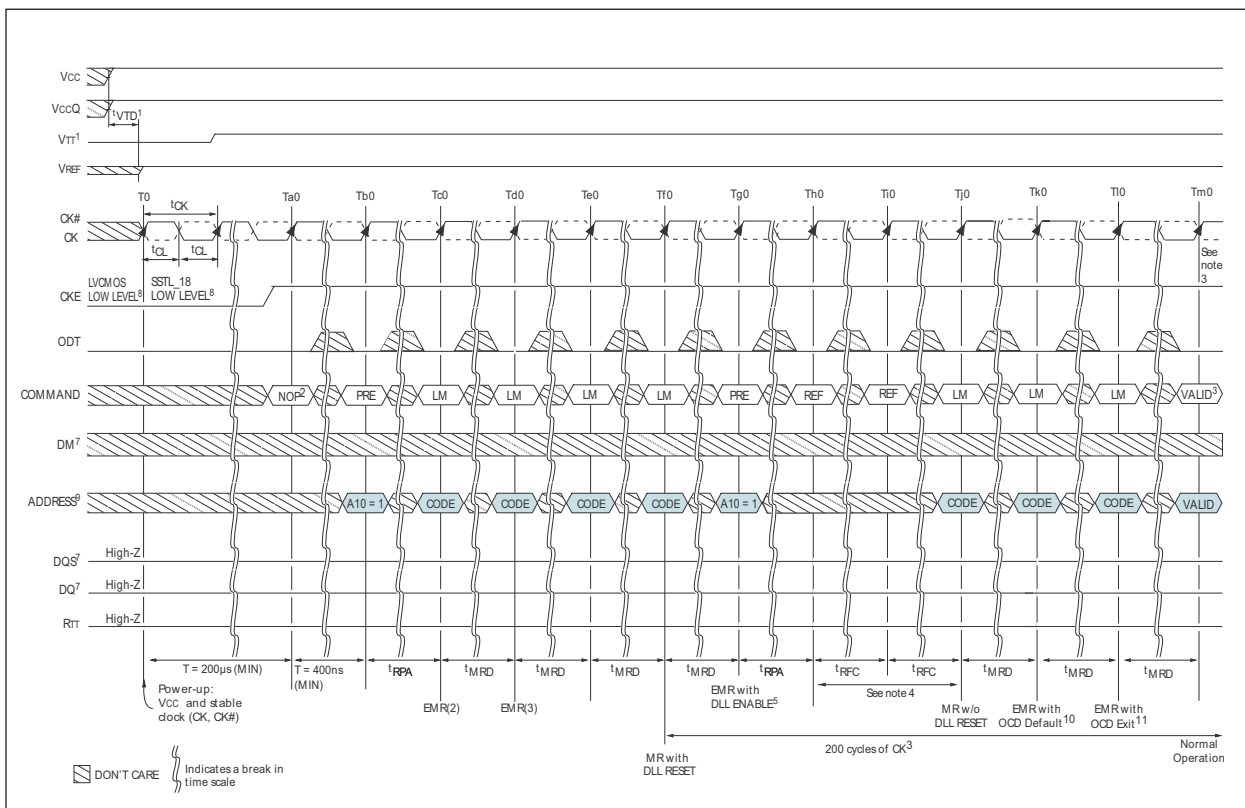 VCC
VCCQ
tVTD1
VTT1
VREF
T0 Ta0 Tb0 Tc0 Td0 Te0 Tf0 Tg0 Th0 Ti0 Tj0 Tk0 Tl0 Tm0
tCK
CK#
CK
tCL tCL
See
note
3
LVCMOS
LOW LEVEL8
SSTL_18
LOW LEVEL8
CKE
ODT
COMMAND NOP2 PRE LM LM LM LM PRE REF REF LM LM LM VALID3
DM7
ADDRESS9 A10 = 1 CODE CODE CODE CODE A10 = 1 CODE CODE CODE VALID
DQS7 High-Z
DQ7 High-Z
RTT High-Z
T = 200µs (MIN) T = 400ns
(MIN)
tRPA tMRD tMRD tMRD tMRD tRPA tRFC tRFC tMRD tMRD tMRD
Power-up:
VCC and stable
clock (CK, CK#)
EMR(2) EMR(3)
EMR with
DLL ENABLE5
See note 4
MR w/o
DLL RESET
EMR with
OCD Default10
EMR with
OCD Exit11
MR with
DLL RESET
200 cycles of CK3
Normal
Operation
DON'T CARE
Indicates a break in
time scale